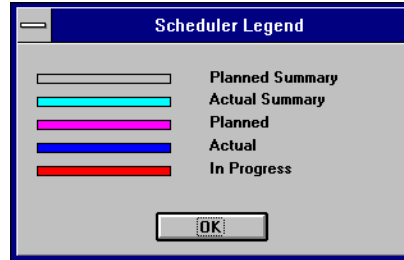 Scheduler Legend
Planned Summary
Actual Summary
Planned
Actual
In Progress
OK